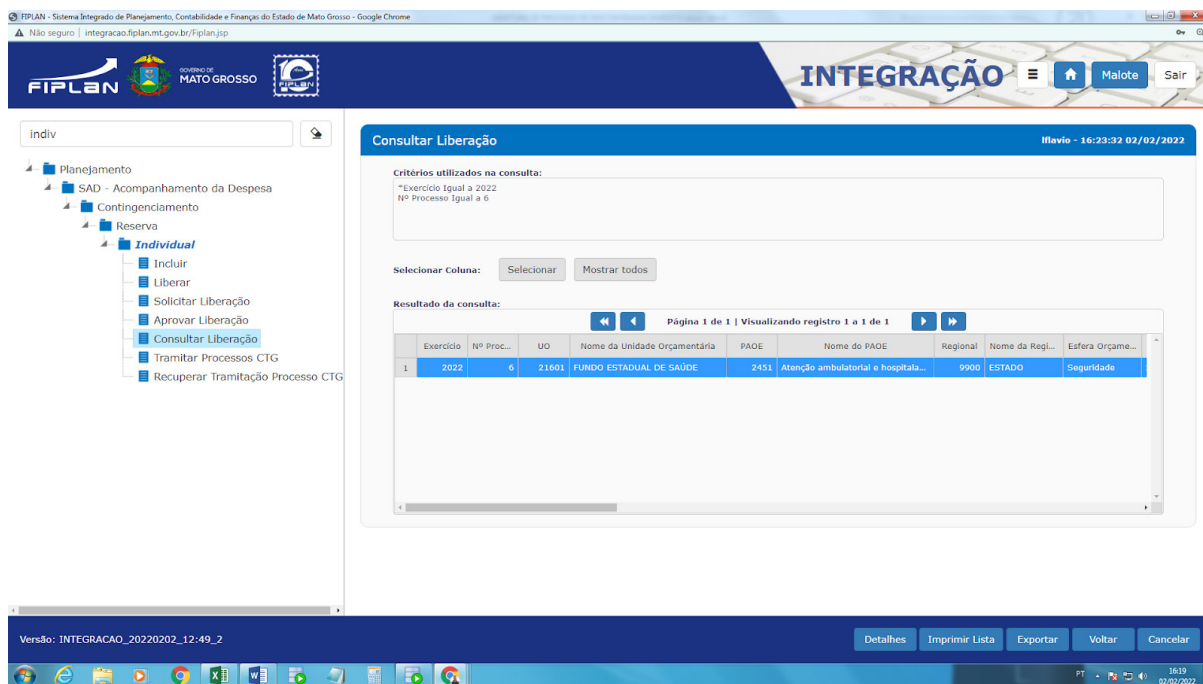 FIPLAN - Sistema Integrado de Planejamento, Contabilidade e Finanças do Estado de Mato Grosso - Google Chrome
Não seguro | integracao.fiplan.mt.gov.br/Fiplan.jsp
FIPLAN
GOVERNO DE
MATO GROSSO
FIPLAN
INTEGRAÇÃO
Malote
Sair
indiv
Planejamento
SAD - Acompanhamento da Despesa
Contingenciamento
Reserva
Individual
Incluir
Liberar
Solicitar Liberação
Aprovar Liberação
Consultar Liberação
Tramitar Processos CTG
Recuperar Tramitação Processo CTG
Consultar Liberação
lflavio - 16:23:32 02/02/2022
Critérios utilizados na consulta:
*Exercício Igual a 2022
Nº Processo Igual a 6
Selecionar Coluna: Selecionar Mostrar todos
Resultado da consulta:
Página 1 de 1 | Visualizando registro 1 a 1 de 1
Exercício Nº Proc... UO Nome da Unidade Orçamentária PAOE Nome do PAOE Regional Nome da Regi... Esfera Orçame...
1 2022 6 21601 FUNDO ESTADUAL DE SAÚDE 2451 Atenção ambulatorial e hospitala... 9900 ESTADO Seguridade
Versão: INTEGRACAO_20220202_12:49_2
Detalhes Imprimir Lista Exportar Voltar Cancelar
PT 16:19
02/02/2022